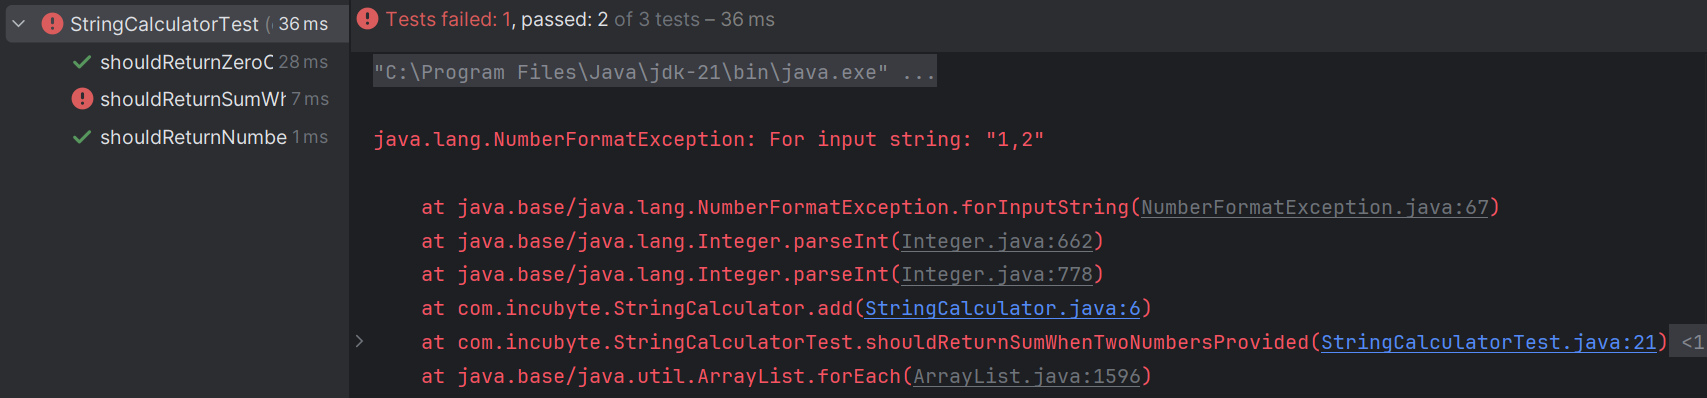 StringCalculatorTest ( 36 ms
shouldReturnZeroO 28 ms
shouldReturnSumWh 7 ms
shouldReturnNumbe 1 ms
Tests failed: 1, passed: 2 of 3 tests – 36 ms
"C:\Program Files\Java\jdk-21\bin\java.exe" ...
java.lang.NumberFormatException: For input string: "1,2"
at java.base/java.lang.NumberFormatException.forInputString(NumberFormatException.java:67)
at java.base/java.lang.Integer.parseInt(Integer.java:662)
at java.base/java.lang.Integer.parseInt(Integer.java:778)
at com.incubyte.StringCalculator.add(StringCalculator.java:6)
at com.incubyte.StringCalculatorTest.shouldReturnSumWhenTwoNumbersProvided(StringCalculatorTest.java:21) <1
at java.base/java.util.ArrayList.forEach(ArrayList.java:1596)